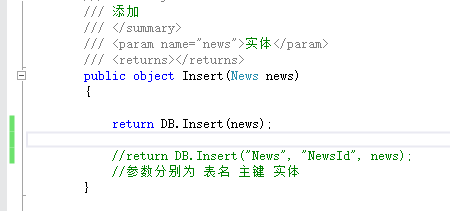 /// 添加
/// </summary>
/// <param name="news">实体</param>
/// <returns></returns>
public object Insert(News news)
{
return DB.Insert(news);
//return DB.Insert("News", "NewsId", news);
//参数分别为 表名 主键 实体
}